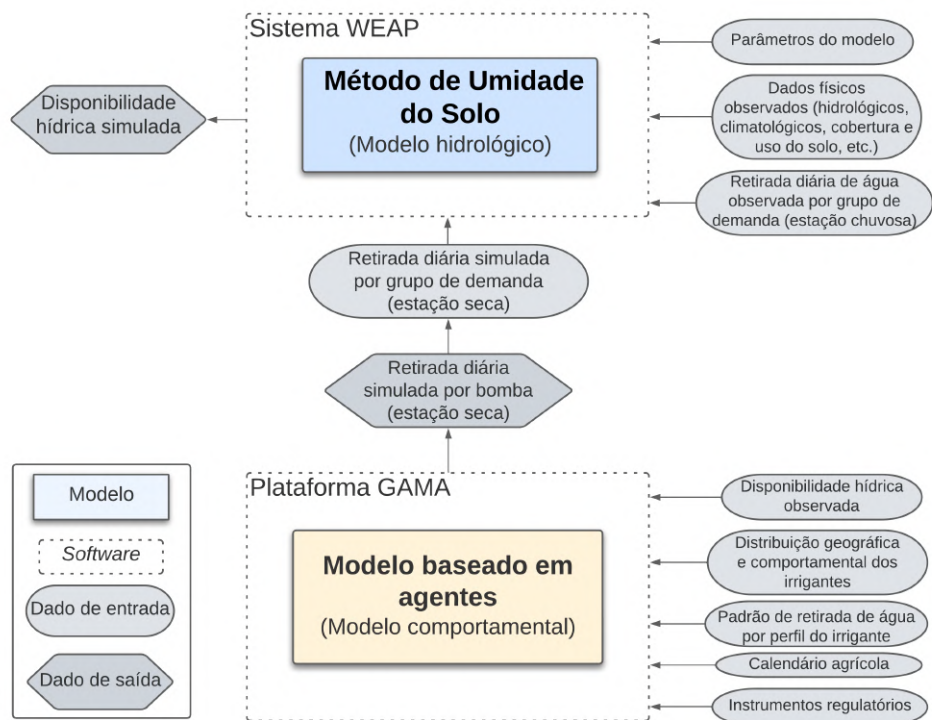 Sistema WEAP
Método de Umidade
do Solo
(Modelo hidrológico)
Parâmetros do modelo
Dados físicos
observados (hidrológicos,
climatológicos, cobertura e
uso do solo, etc.)
Retirada diária de água
observada por grupo de
demanda (estação chuvosa)
Disponibilidade
hídrica simulada
Retirada diária simulada
por grupo de demanda
(estação seca)
Retirada diária
simulada por bomba
(estação seca)
Plataforma GAMA
Modelo baseado em
agentes
(Modelo comportamental)
Disponibilidade hídrica
observada
Distribuição geográfica
e comportamental dos
irrigantes
Padrão de retirada de água
por perfil do irrigante
Calendário agrícola
Instrumentos regulatórios
Modelo
Software
Dado de entrada
Dado de saída